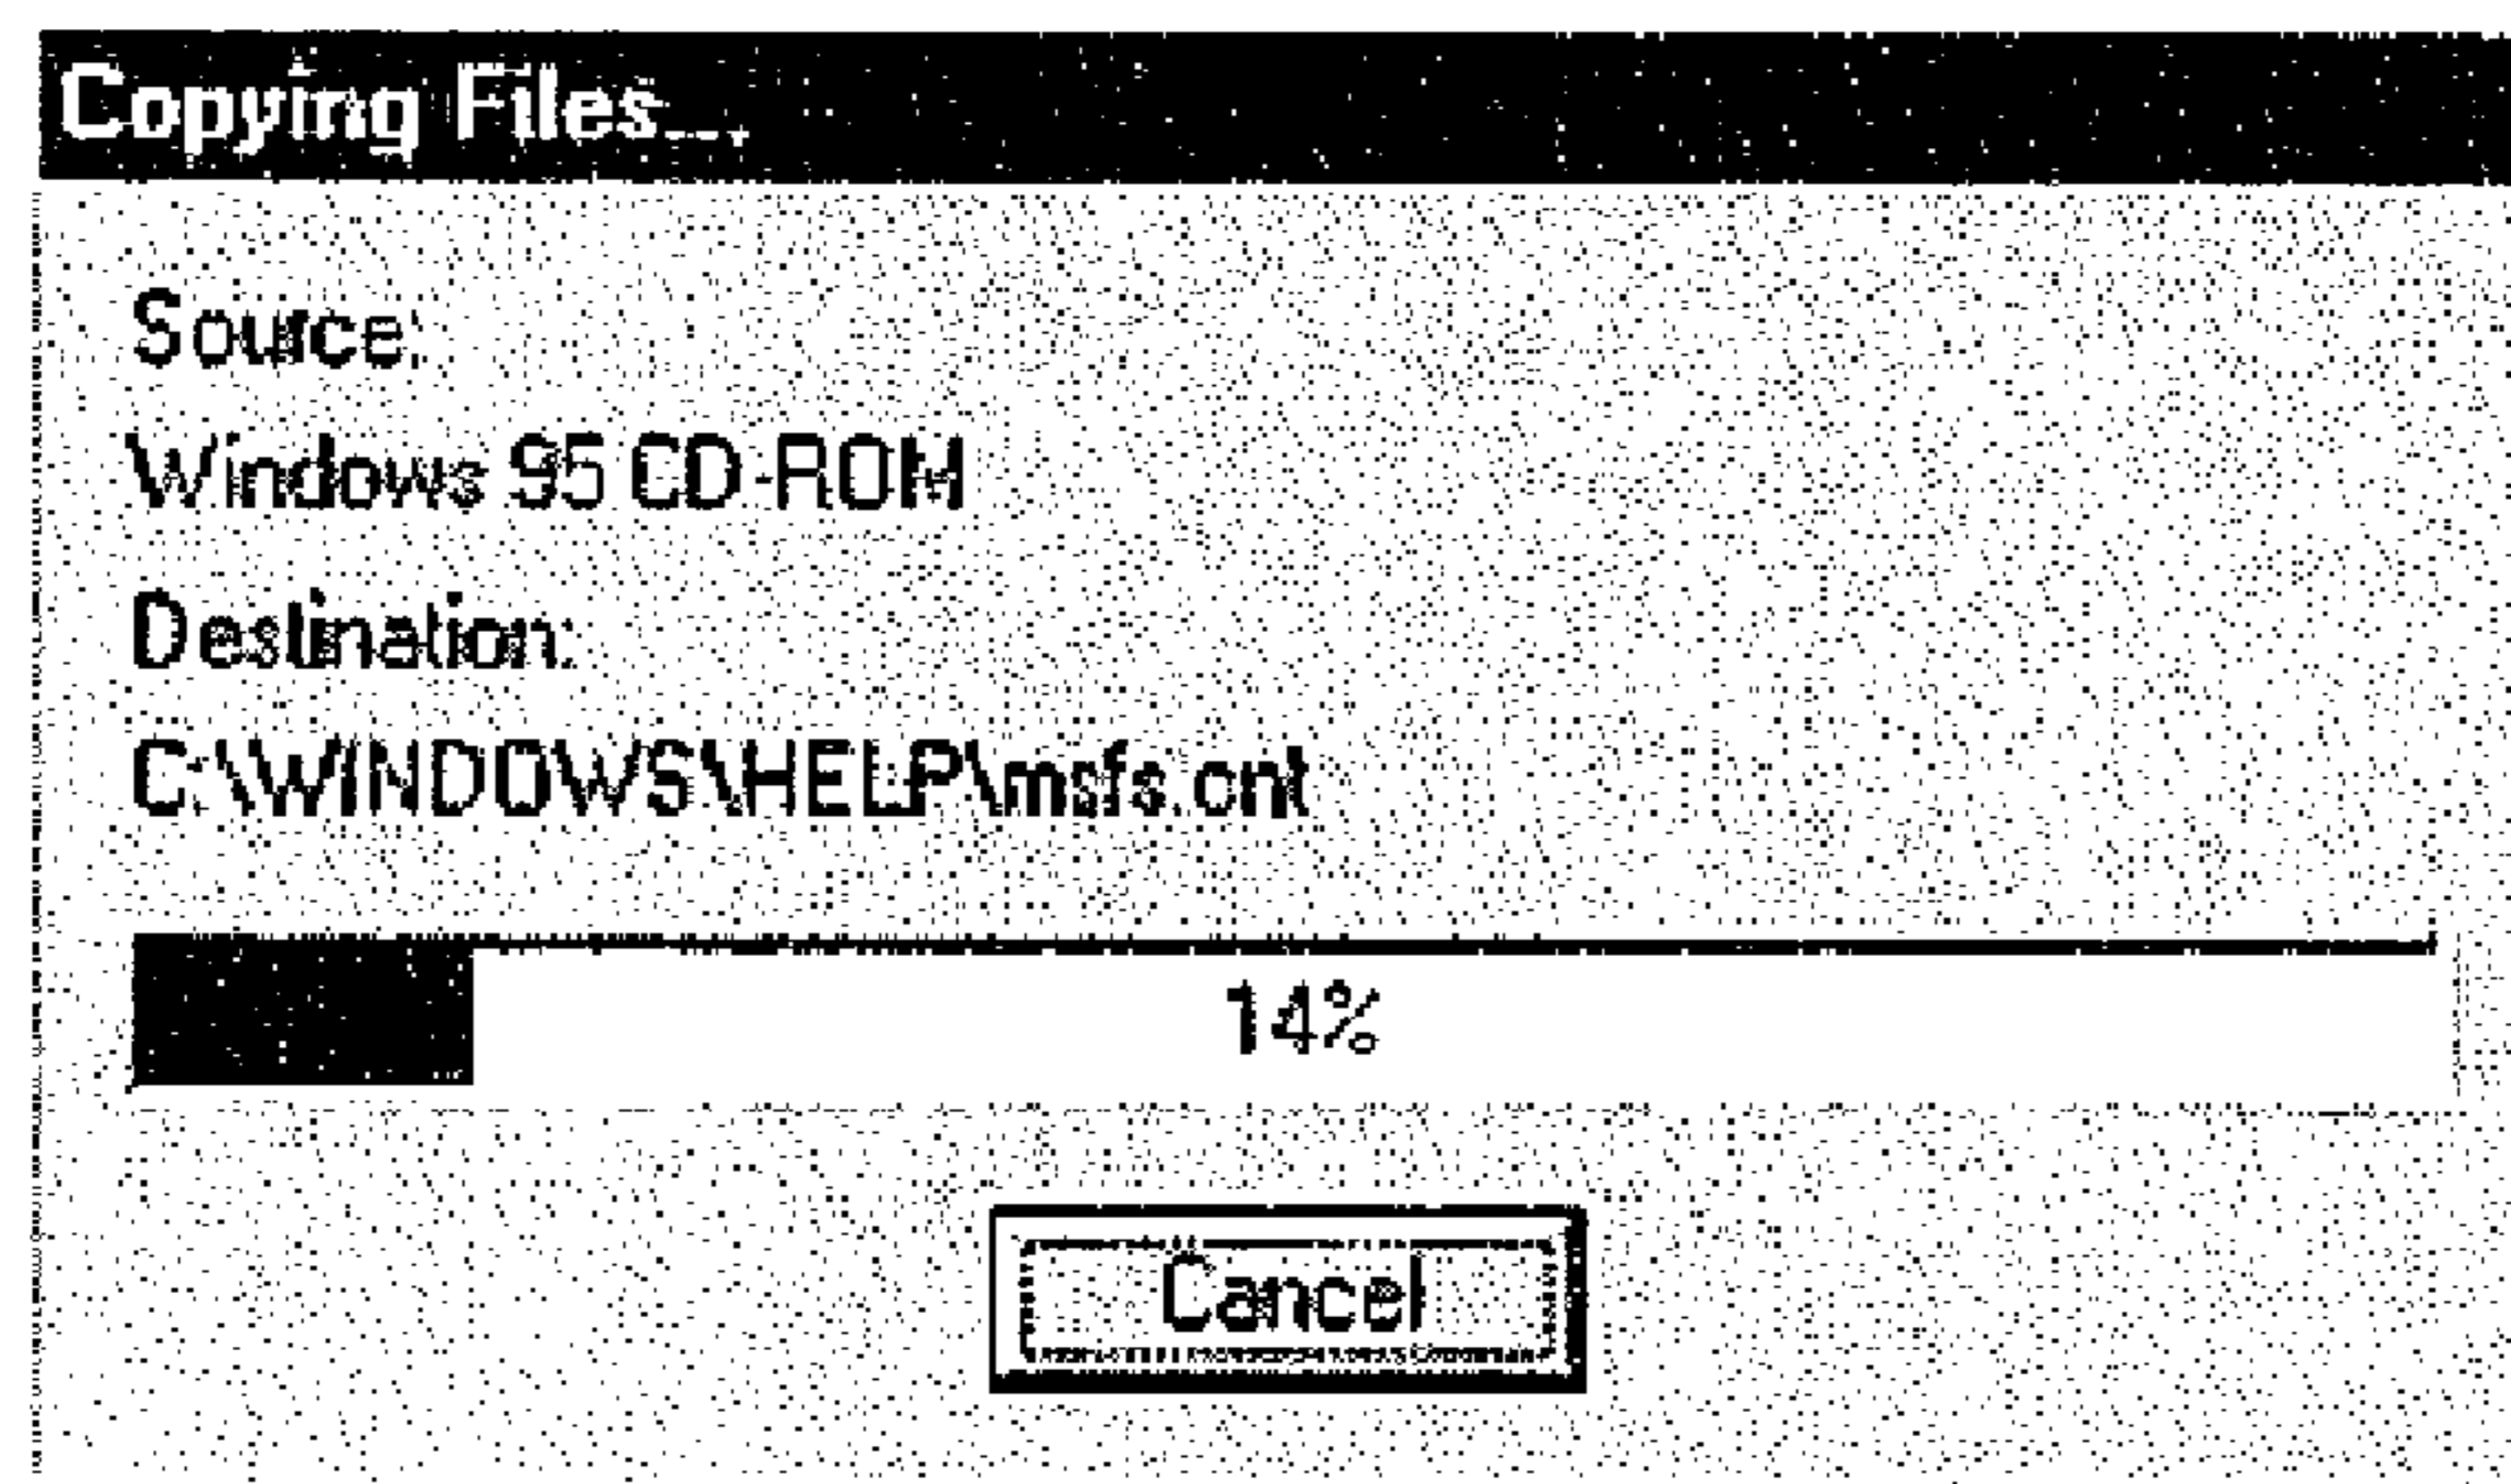 Copying Files...
Source:
Windows 95 CD-ROM
Destination:
C:\WINDOWS\HELP\msfs.cnt
14%
Cancel